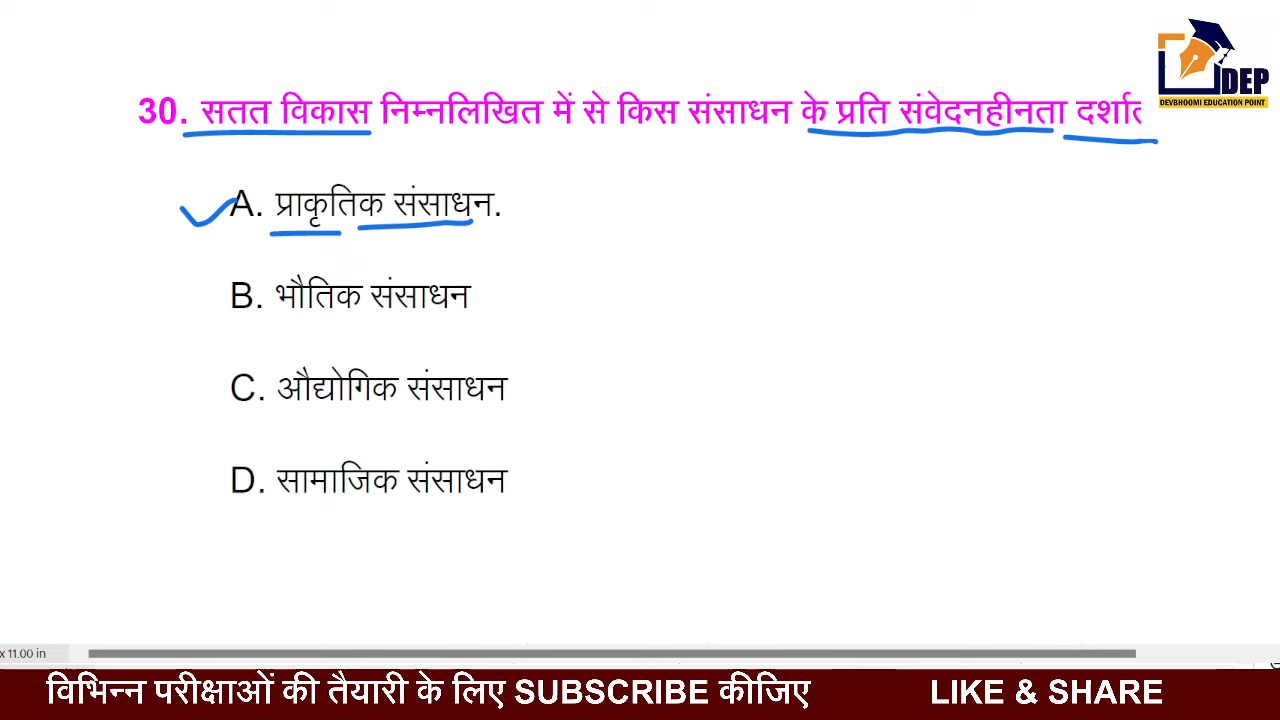 DEP
DEVBHOOMI EDUCATION POINT
30. सतत विकास निम्नलिखित में से किस संसाधन के प्रति संवेदनहीनता
A. प्राकृतिक संसाधन.
B. भौतिक संसाधन
C. औद्योगिक संसाधन
D. सामाजिक संसाधन
x 11.00 in
विभिन्न परीक्षाओं की तैयारी के लिए SUBSCRIBE कीजिए LIKE & SHARE